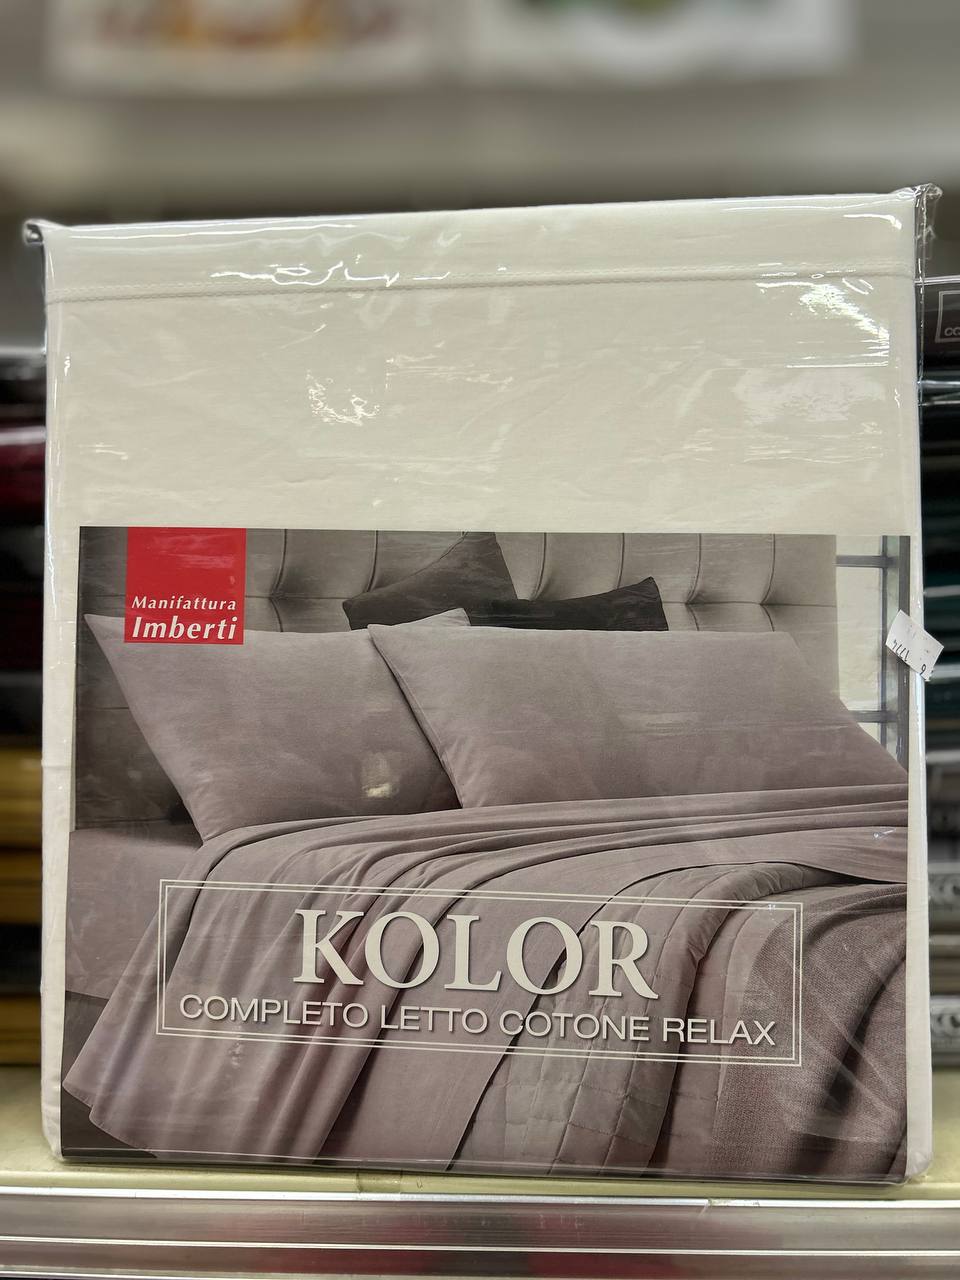 Manifattura
Imberti
KOLOR
COMPLETO LETTO COTONE RELAX